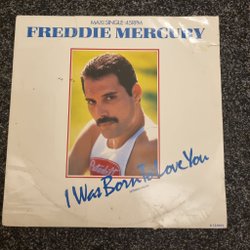 MAXI SINGLE 45RPM
FREDDIE MERCURY
I Was Born To Love You